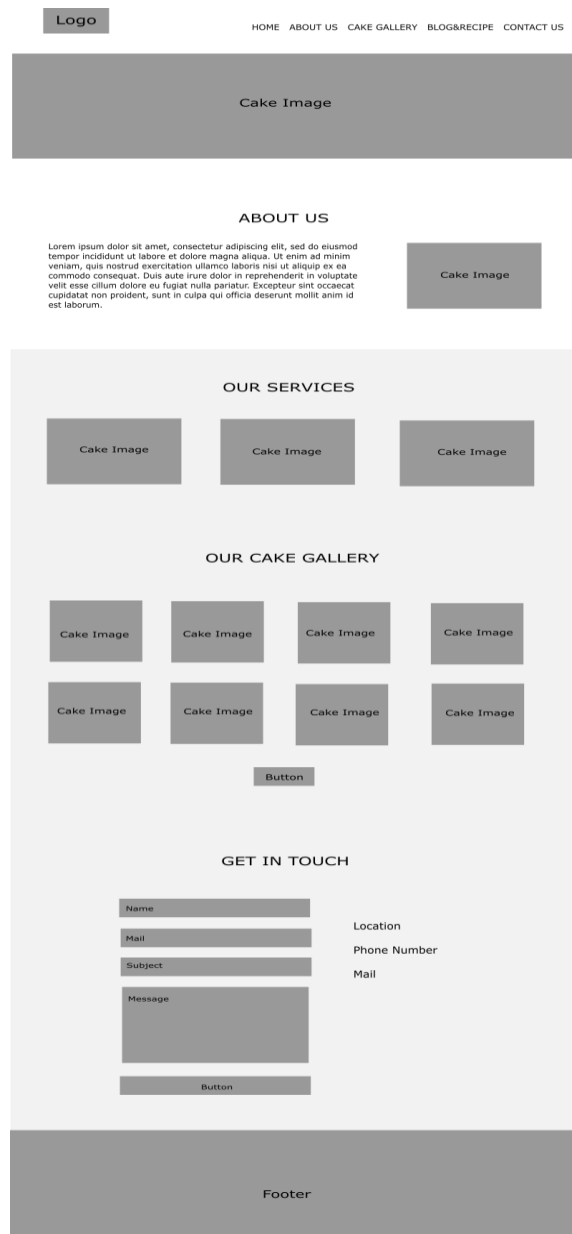 Logo
HOME ABOUT US CAKE GALLERY BLOG&RECIPE CONTACT US
Cake Image
ABOUT US
Lorem ipsum dolor sit amet, consectetur adipiscing elit, sed do eiusmod
tempor incididunt ut labore et dolore magna aliqua. Ut enim ad minim
veniam, quis nostrud exercitation ullamco laboris nisi ut aliquip ex ea
commodo consequat. Duis aute irure dolor in reprehenderit in voluptate
velit esse cillum dolore eu fugiat nulla pariatur. Excepteur sint occaecat
cupidatat non proident, sunt in culpa qui officia deserunt mollit anim id
est laborum.
Cake Image
OUR SERVICES
Cake Image Cake Image Cake Image
OUR CAKE GALLERY
Cake Image Cake Image Cake Image Cake Image
Cake Image Cake Image Cake Image Cake Image
Button
GET IN TOUCH
Name
Mail
Subject
Message
Button
Location
Phone Number
Mail
Footer